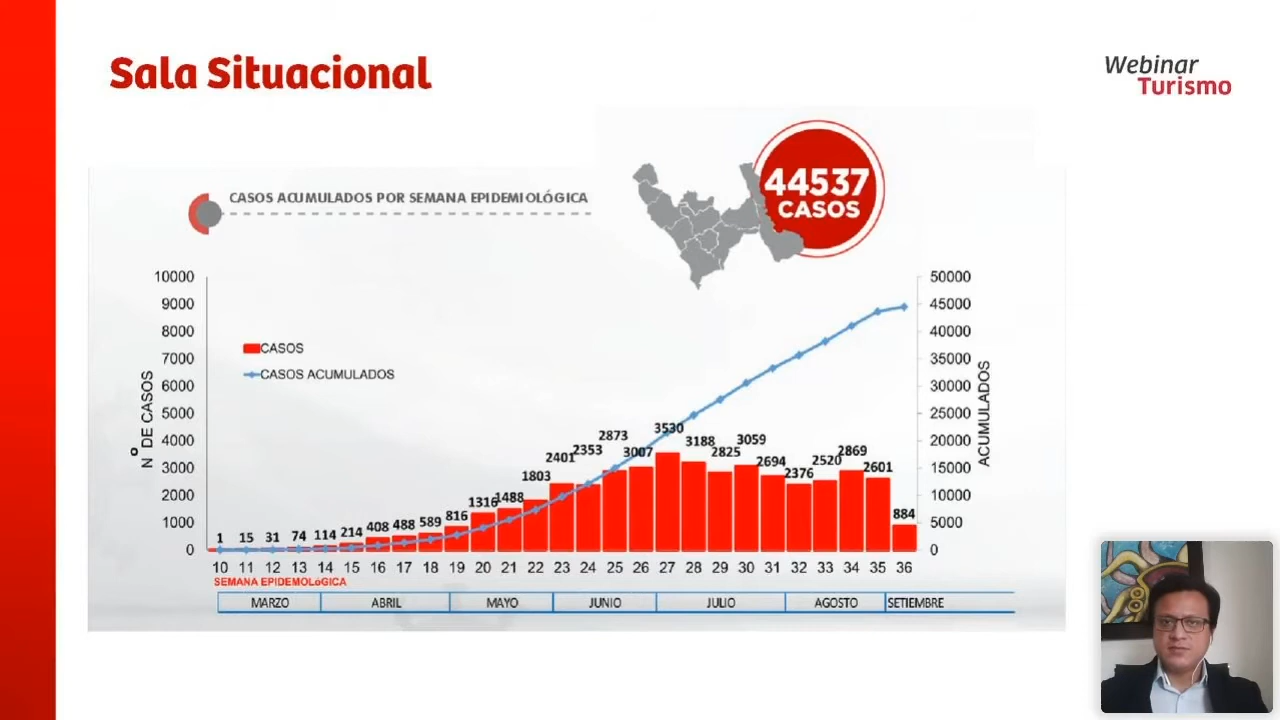 Sala Situacional
Webinar
Turismo
CASOS ACUMULADOS POR SEMANA EPIDEMIOLÓGICA
44537
CASOS
10000
9000
8000
7000
6000
5000
4000
3000
2000
1000
0
N° DE CASOS
CASOS
CASOS ACUMULADOS
50000
45000
40000
35000
30000
25000
20000
15000
10000
5000
0
ACUMULADOS
1 15 31 74 114 214 408 488 589 816 1316 1488 1803 2401 2353 2873 3007 3530 3188 2825 3059 2694 2376 2520 2869 2601 884
10 11 12 13 14 15 16 17 18 19 20 21 22 23 24 25 26 27 28 29 30 31 32 33 34 35 36
SEMANA EPIDEMOLóGICA
MARZO ABRIL MAYO JUNIO JULIO AGOSTO SETIEMBRE